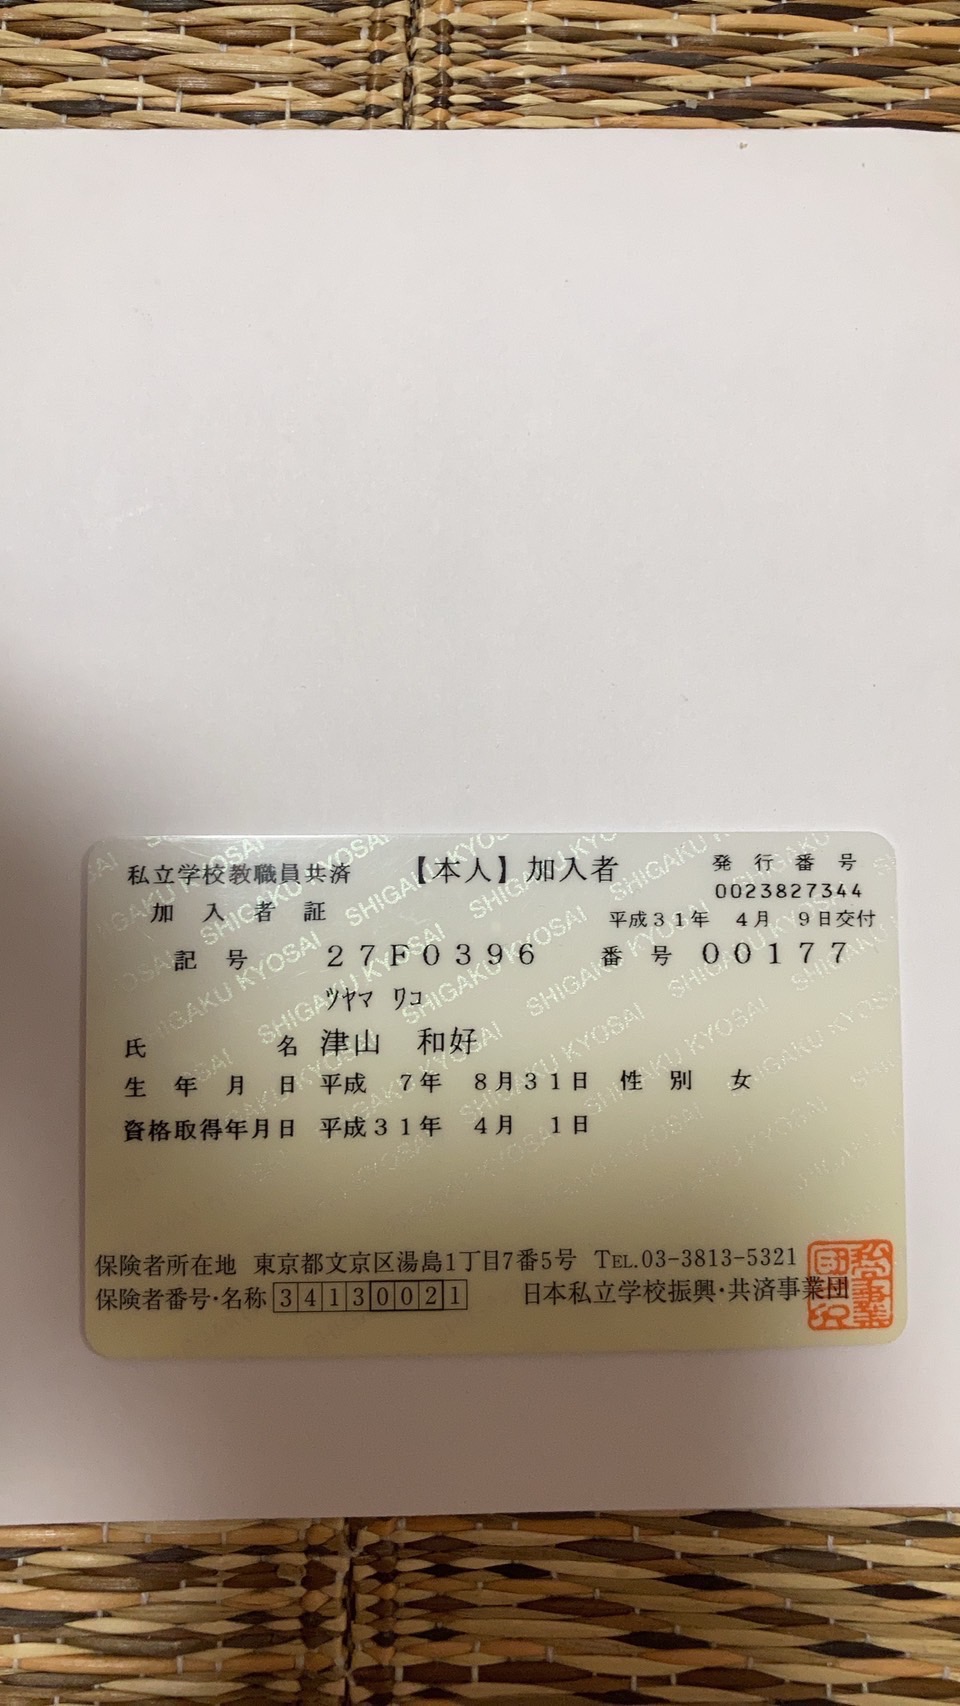 私立学校教職員共済 【本人】加入者 発行番号
0023827344
加入者証 平成31年 4月 9日交付
記号 27F0396 番号 00177
ツヤマ ワコ
氏名 津山 和好
生年月日 平成 7年 8月31日 性別 女
資格取得年月日 平成31年 4月 1日
保険者所在地 東京都文京区湯島1丁目7番5号 TEL.03-3813-5321
保険者番号・名称 34130021 日本私立学校振興・共済事業団
SHIGAKU KYOSAI